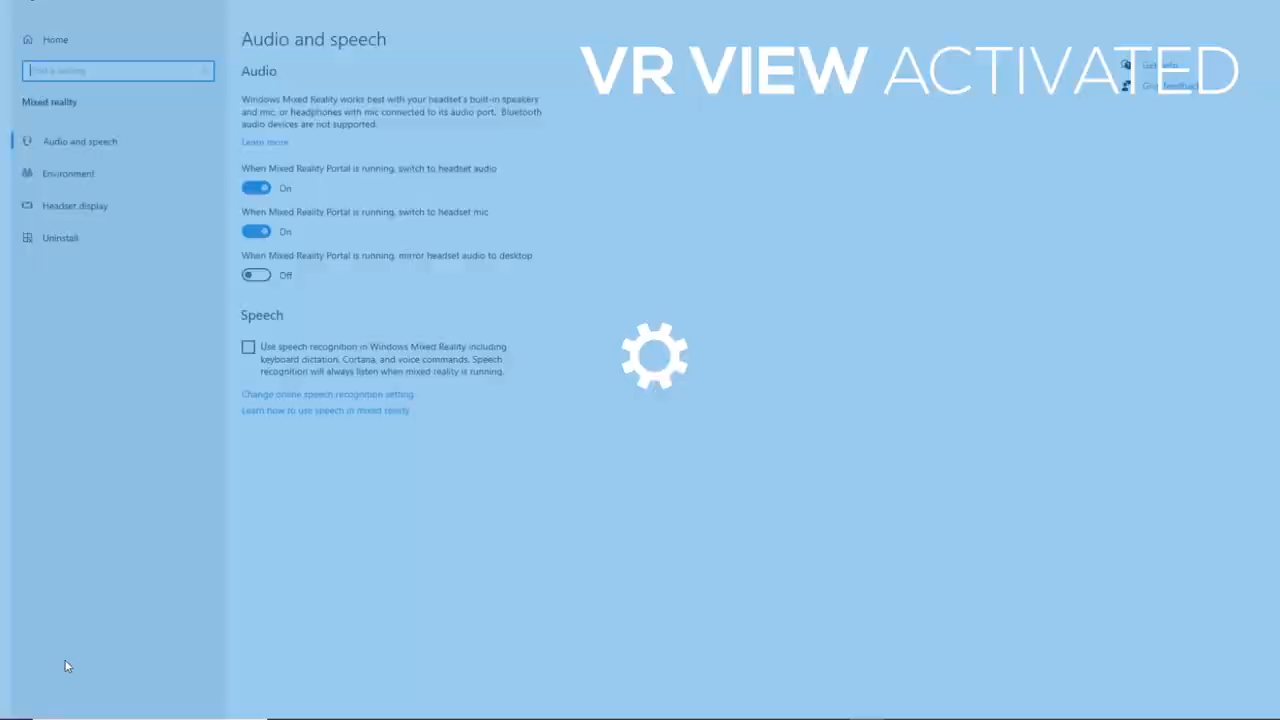 Home
Audio and speech
VR VIEW ACTIVATED
Audio
Mixed reality
Windows Mixed Reality works best with your headset's built-in speakers
and mic, or headphones with mic connected to its audio port. Bluetooth
audio devices are not supported.
Learn more
Audio and speech
Environment
Headset display
Uninstall
When Mixed Reality Portal is running, switch to headset audio
On
When Mixed Reality Portal is running, switch to headset mic
On
When Mixed Reality Portal is running, mirror headset audio to desktop
Off
Speech
Use speech recognition in Windows Mixed Reality including
keyboard dictation, Cortana, and voice commands. Speech
recognition will always listen when mixed reality is running.
Change online speech recognition setting
Learn how to use speech in mixed reality
Find a setting
Give feedback